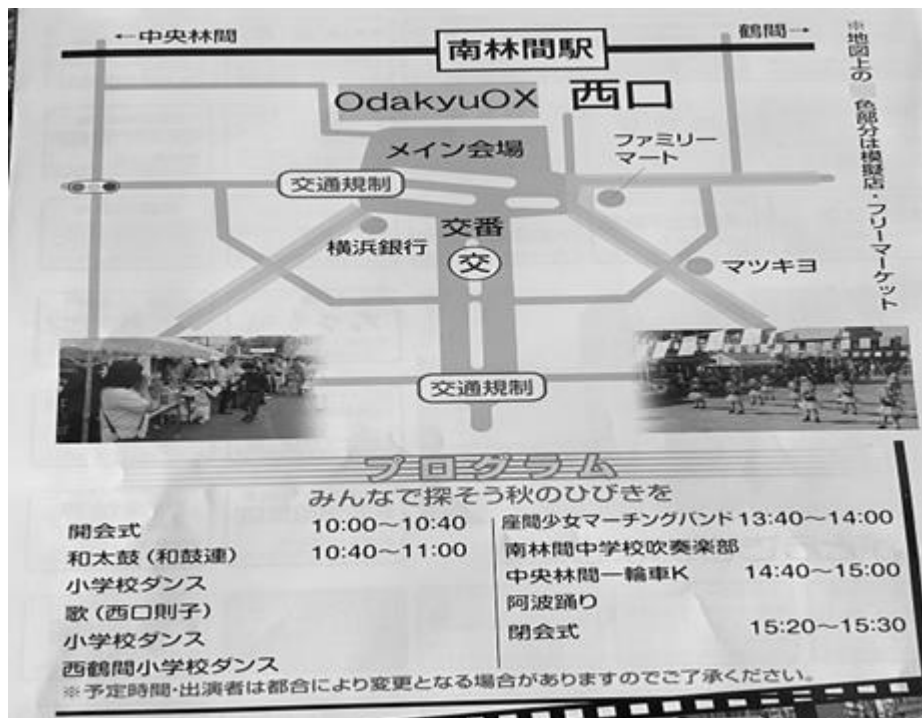 ←中央林間
南林間駅
鶴間→
OdakyuOX
西口
メイン会場
ファミリー
マート
交通規制
交番
横浜銀行
交
マツキヨ
交通規制
※地図上の 色部分は模擬店・フリーマーケット
プログラム
みんなで探そう秋のひびきを
開会式 10:00～10:40
和太鼓(和鼓連) 10:40～11:00
小学校ダンス
歌(西口則子)
小学校ダンス
西鶴間小学校ダンス
座間少女マーチングバンド 13:40～14:00
南林間中学校吹奏楽部
中央林間一輪車K 14:40～15:00
阿波踊り
閉会式 15:20～15:30
※予定時間・出演者は都合により変更となる場合がありますのでご了承ください。